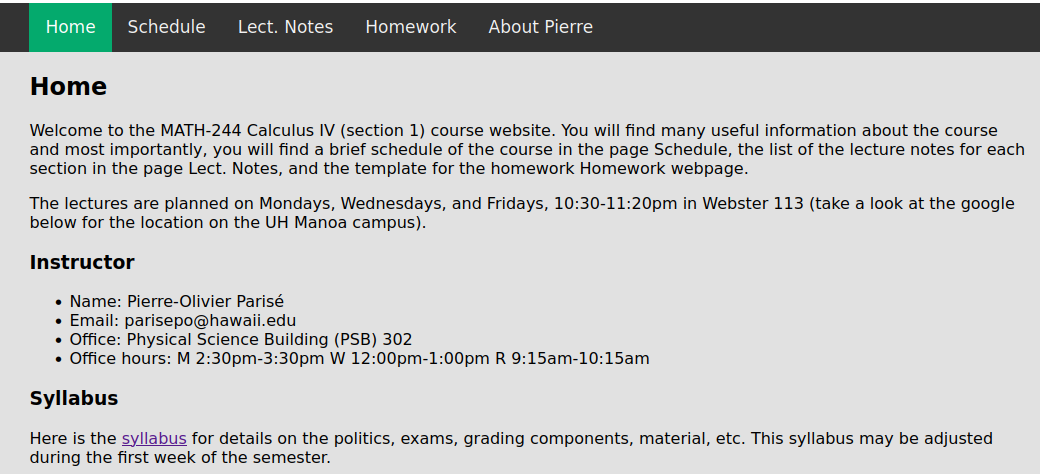 Home Schedule Lect. Notes Homework About Pierre
Home
Welcome to the MATH-244 Calculus IV (section 1) course website. You will find many useful information about the course
and most importantly, you will find a brief schedule of the course in the page Schedule, the list of the lecture notes for each
section in the page Lect. Notes, and the template for the homework Homework webpage.
The lectures are planned on Mondays, Wednesdays, and Fridays, 10:30-11:20pm in Webster 113 (take a look at the google
below for the location on the UH Manoa campus).
Instructor
• Name: Pierre-Olivier Parisé
• Email: parisepo@hawaii.edu
• Office: Physical Science Building (PSB) 302
• Office hours: M 2:30pm-3:30pm W 12:00pm-1:00pm R 9:15am-10:15am
Syllabus
Here is the syllabus for details on the politics, exams, grading components, material, etc. This syllabus may be adjusted
during the first week of the semester.